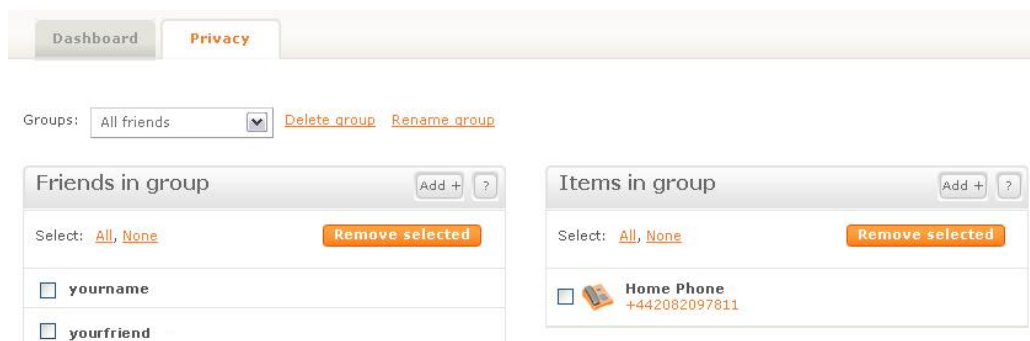 Dashboard Privacy
Groups: All friends Delete group Rename group
Friends in group Add + ?
Select: All, None Remove selected
yourname
yourfriend
Items in group Add + ?
Select: All, None Remove selected
Home Phone
+442082097811